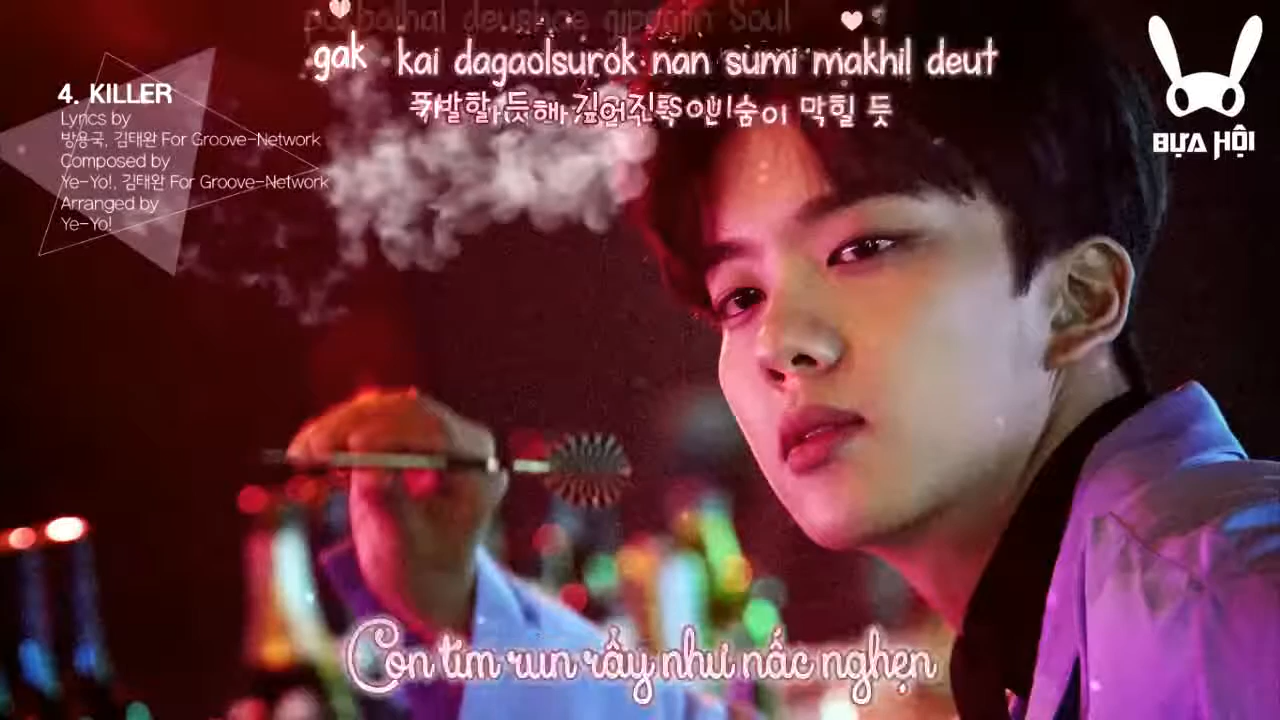 gak kai dagaolsurok nan sumi makhil deut
숨이 막힐 듯
4. KILLER
Lyrics by
방용국, 김태완 For Groove-Network
Composed by
Ye-Yo!, 김태완 For Groove-Network
Arranged by
Ye-Yo!
BỰA HỘI
Con tim run rẩy như nấc nghẹn